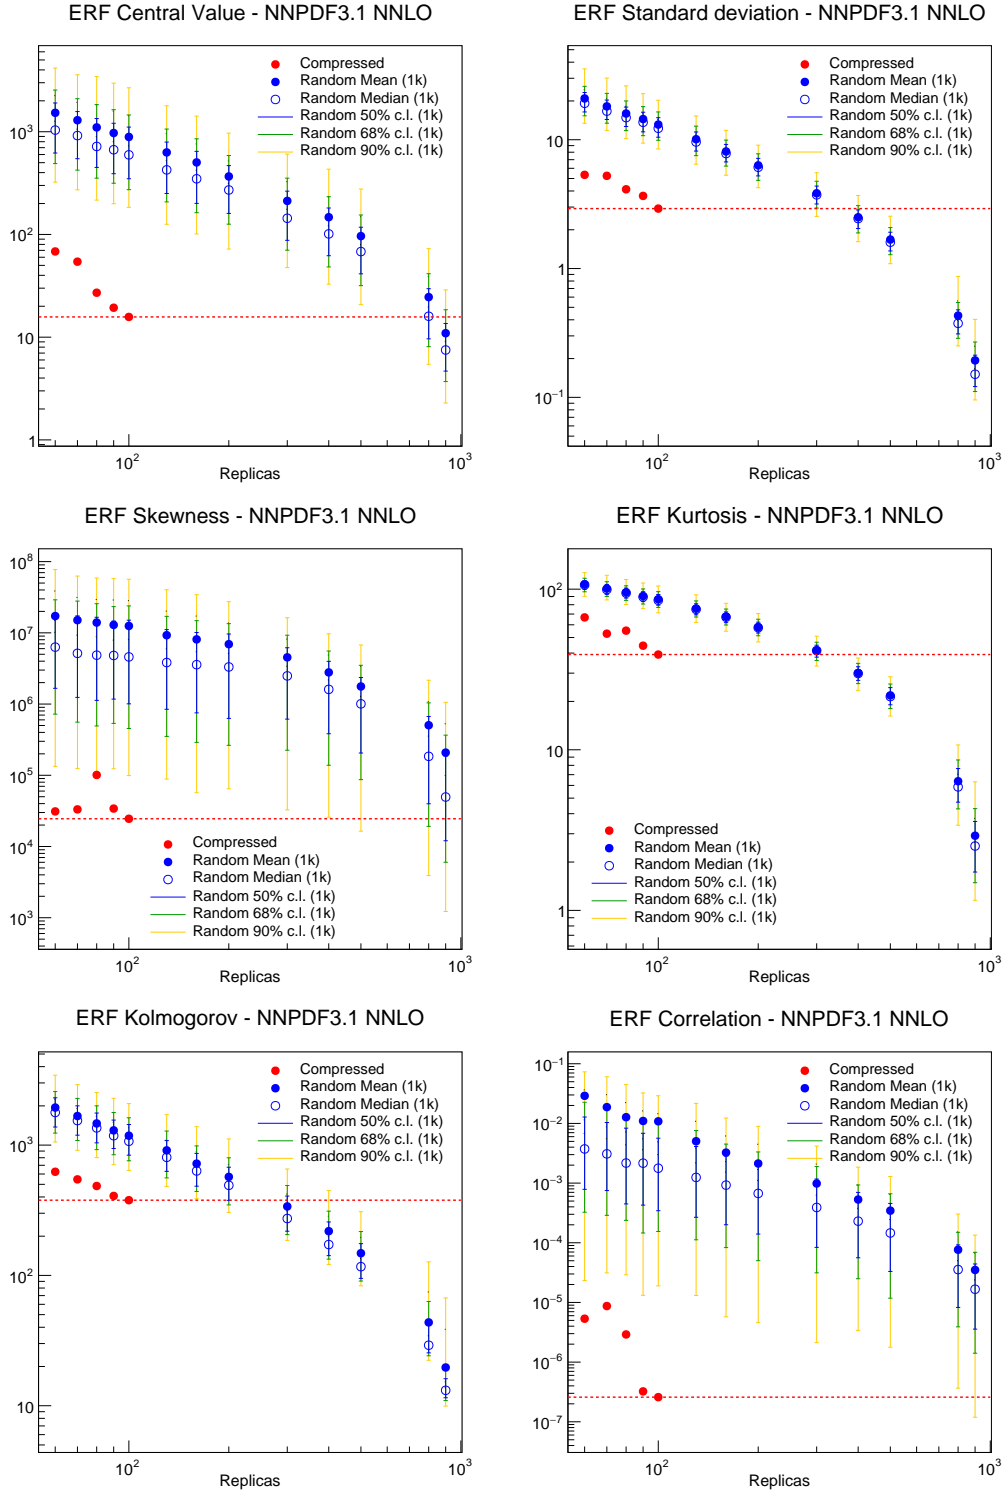 ERF Central Value - NNPDF3.1 NNLO
10³
10²
10
1
Compressed
Random Mean (1k)
Random Median (1k)
Random 50% c.l. (1k)
Random 68% c.l. (1k)
Random 90% c.l. (1k)
10²
10³
Replicas
ERF Standard deviation - NNPDF3.1 NNLO
10
1
10⁻¹
Compressed
Random Mean (1k)
Random Median (1k)
Random 50% c.l. (1k)
Random 68% c.l. (1k)
Random 90% c.l. (1k)
10²
10³
Replicas
ERF Skewness - NNPDF3.1 NNLO
10⁸
10⁷
10⁶
10⁵
10⁴
10³
Compressed
Random Mean (1k)
Random Median (1k)
Random 50% c.l. (1k)
Random 68% c.l. (1k)
Random 90% c.l. (1k)
10²
10³
Replicas
ERF Kurtosis - NNPDF3.1 NNLO
10²
10
1
Compressed
Random Mean (1k)
Random Median (1k)
Random 50% c.l. (1k)
Random 68% c.l. (1k)
Random 90% c.l. (1k)
10²
10³
Replicas
ERF Kolmogorov - NNPDF3.1 NNLO
10³
10²
10
Compressed
Random Mean (1k)
Random Median (1k)
Random 50% c.l. (1k)
Random 68% c.l. (1k)
Random 90% c.l. (1k)
10²
10³
Replicas
ERF Correlation - NNPDF3.1 NNLO
10⁻¹
10⁻²
10⁻³
10⁻⁴
10⁻⁵
10⁻⁶
10⁻⁷
Compressed
Random Mean (1k)
Random Median (1k)
Random 50% c.l. (1k)
Random 68% c.l. (1k)
Random 90% c.l. (1k)
10²
10³
Replicas